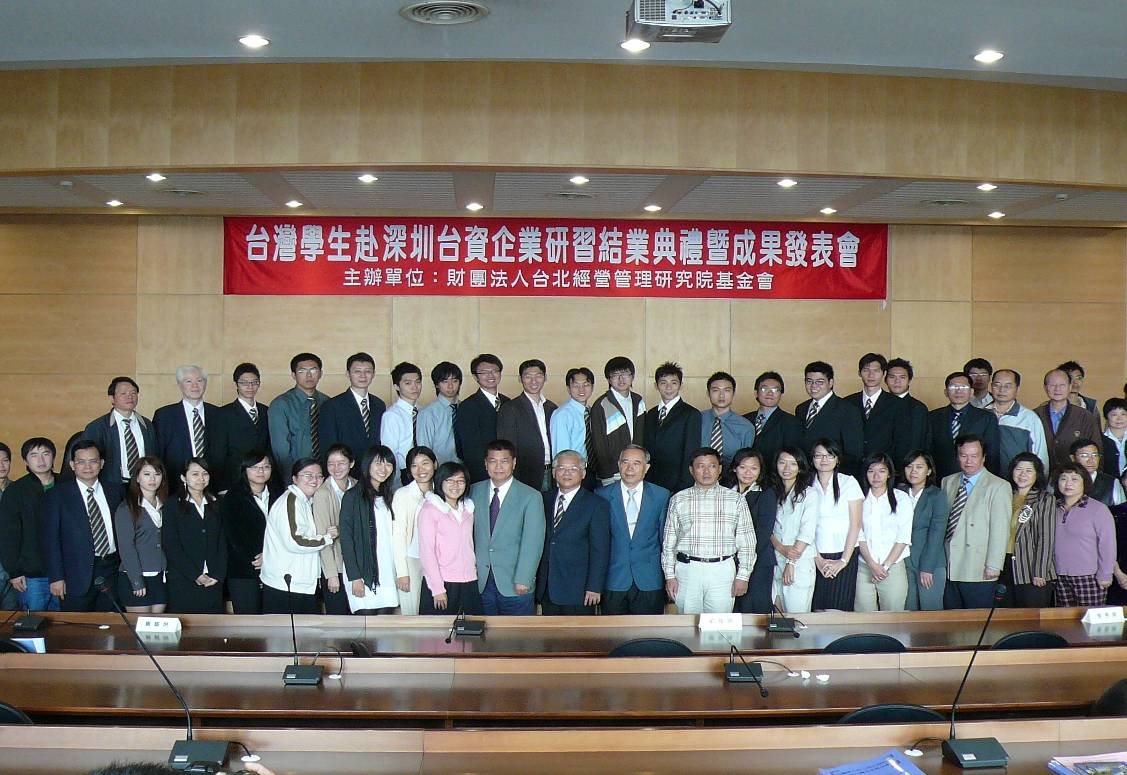 台灣學生赴深圳台資企業研習結業典禮暨成果發表會
主辦單位：財團法人台北經營管理研究院基金會